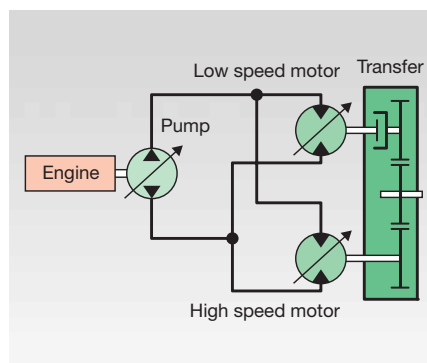 Low speed motor
Transfer
Pump
Engine
High speed motor